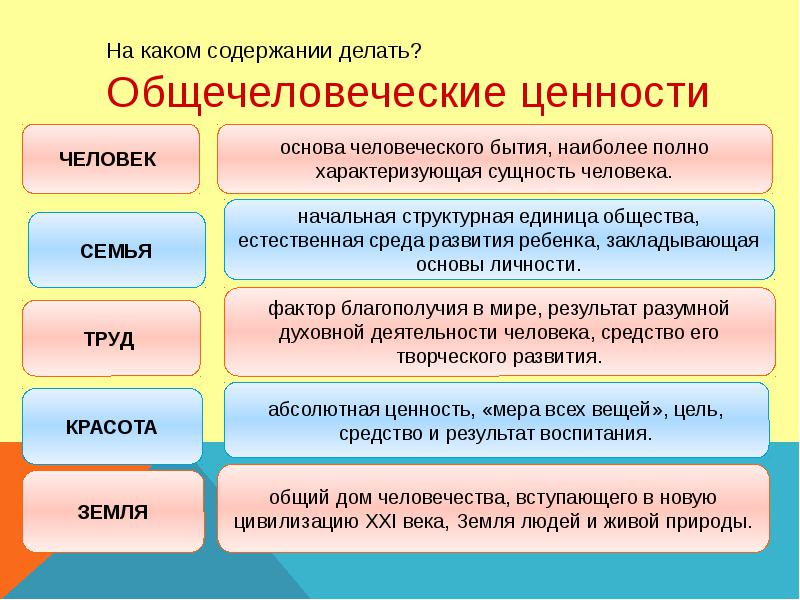 На каком содержании делать?
Общечеловеческие ценности
ЧЕЛОВЕК
основа человеческого бытия, наиболее полно
характеризующая сущность человека.
СЕМЬЯ
начальная структурная единица общества,
естественная среда развития ребенка, закладывающая
основы личности.
ТРУД
фактор благополучия в мире, результат разумной
духовной деятельности человека, средство его
творческого развития.
КРАСОТА
абсолютная ценность, «мера всех вещей», цель,
средство и результат воспитания.
ЗЕМЛЯ
общий дом человечества, вступающего в новую
цивилизацию XXI века, Земля людей и живой природы.